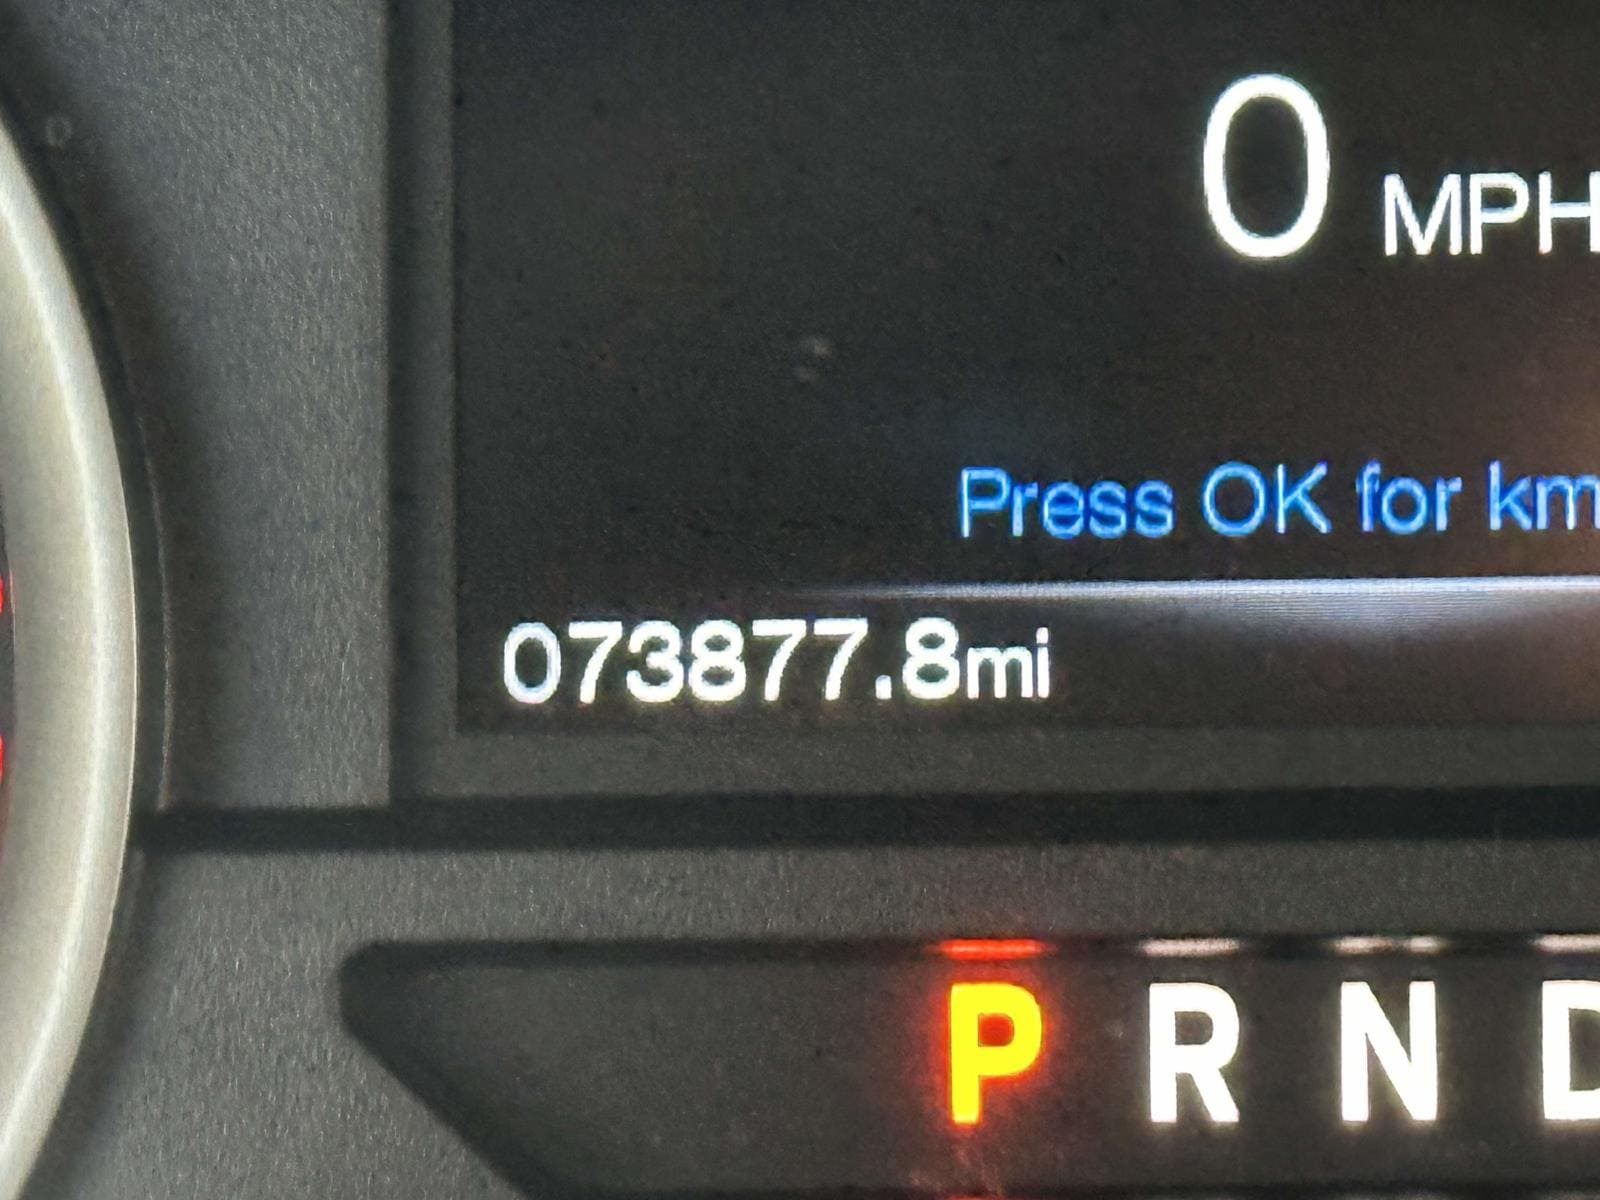 0 MPH
Press OK for km
073877.8mi
P R N D